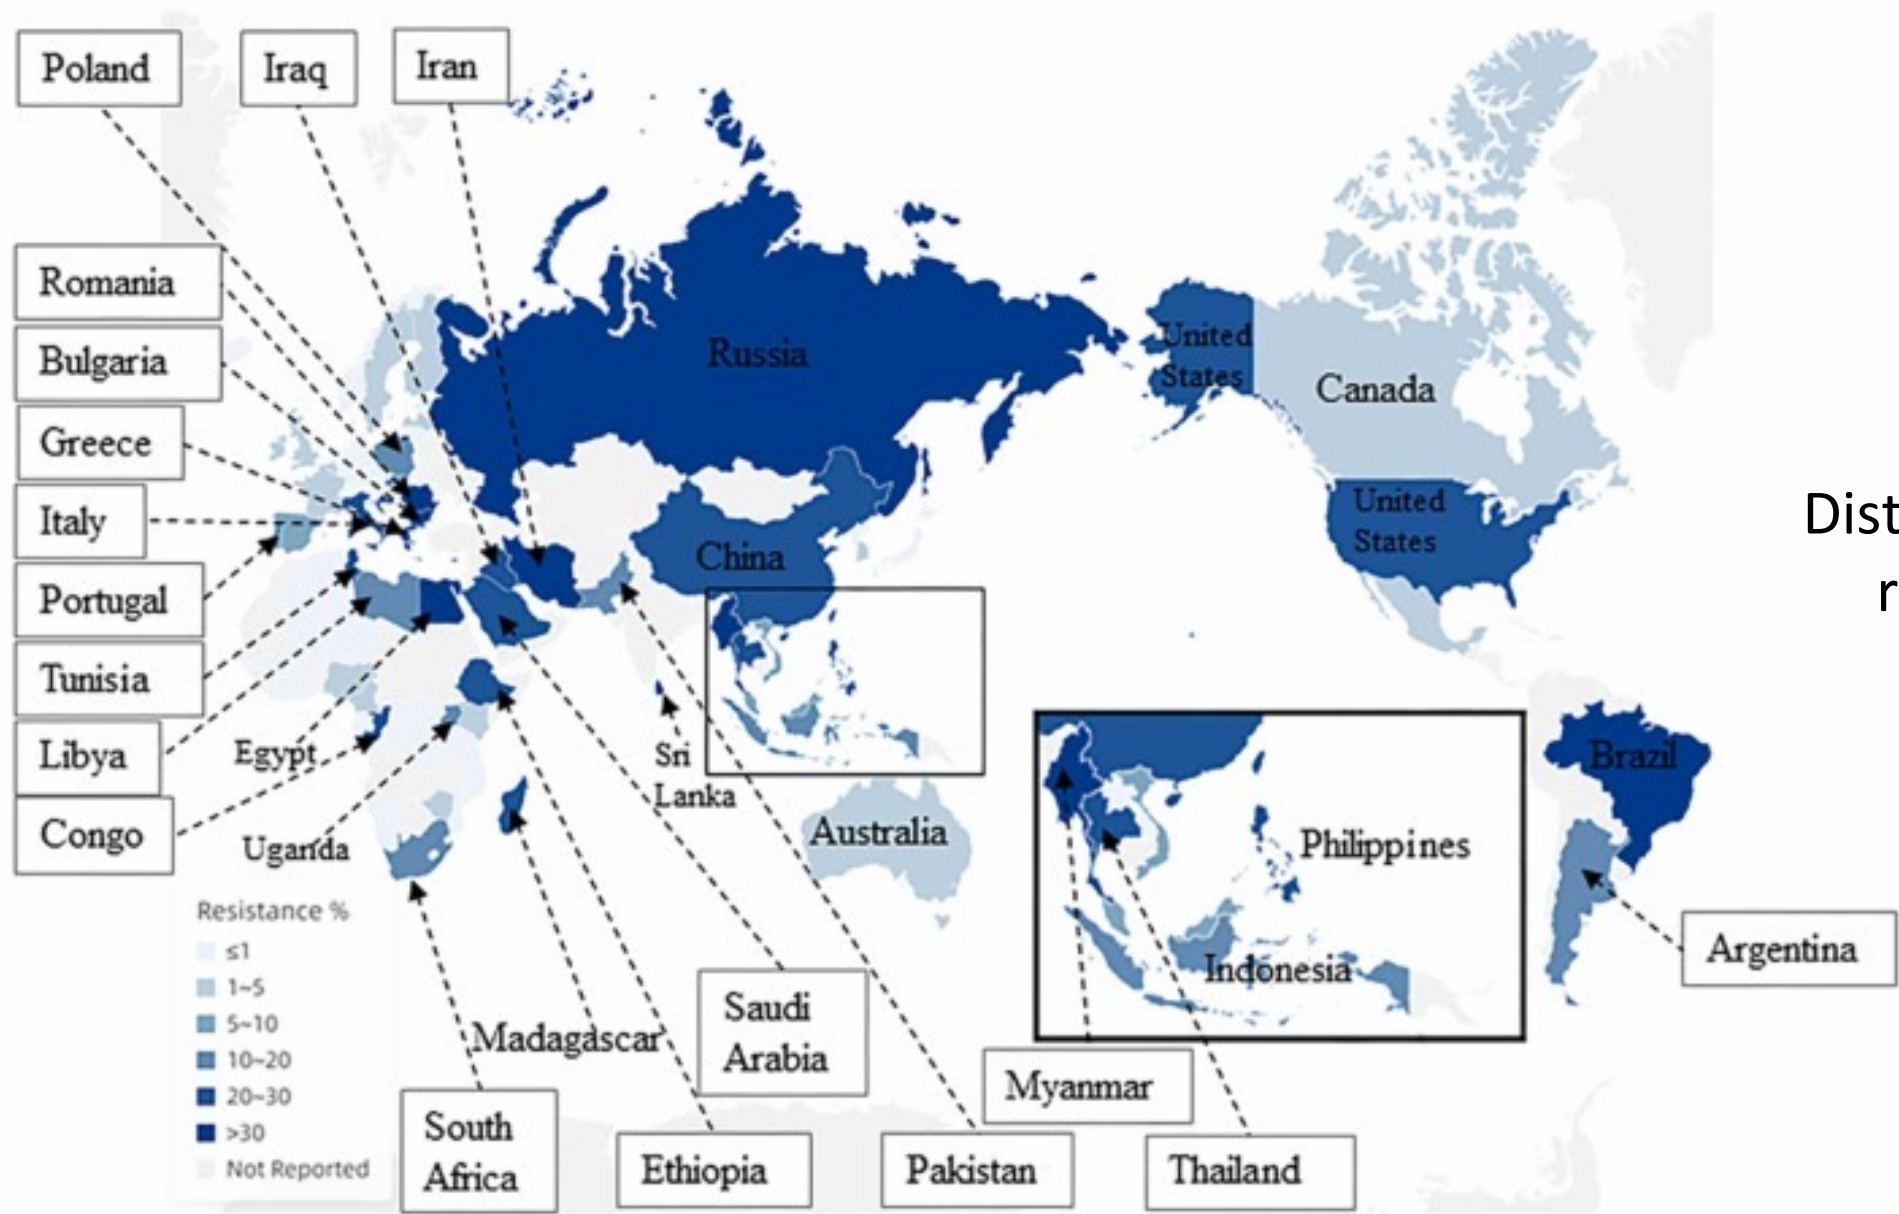 Poland
Iraq
Iran
Romania
Bulgaria
Greece
Italy
Portugal
Tunisia
Libya
Congo
Egypt
Uganda
Russia
China
United
States
Canada
United
States
Sri
Lanka
Australia
Brazil
Philippines
Indonesia
Argentina
Madagascar
Saudi
Arabia
Myanmar
South
Africa
Ethiopia
Pakistan
Thailand
Resistance %
≤1
1~5
5~10
10~20
20~30
>30
Not Reported
Dist
r